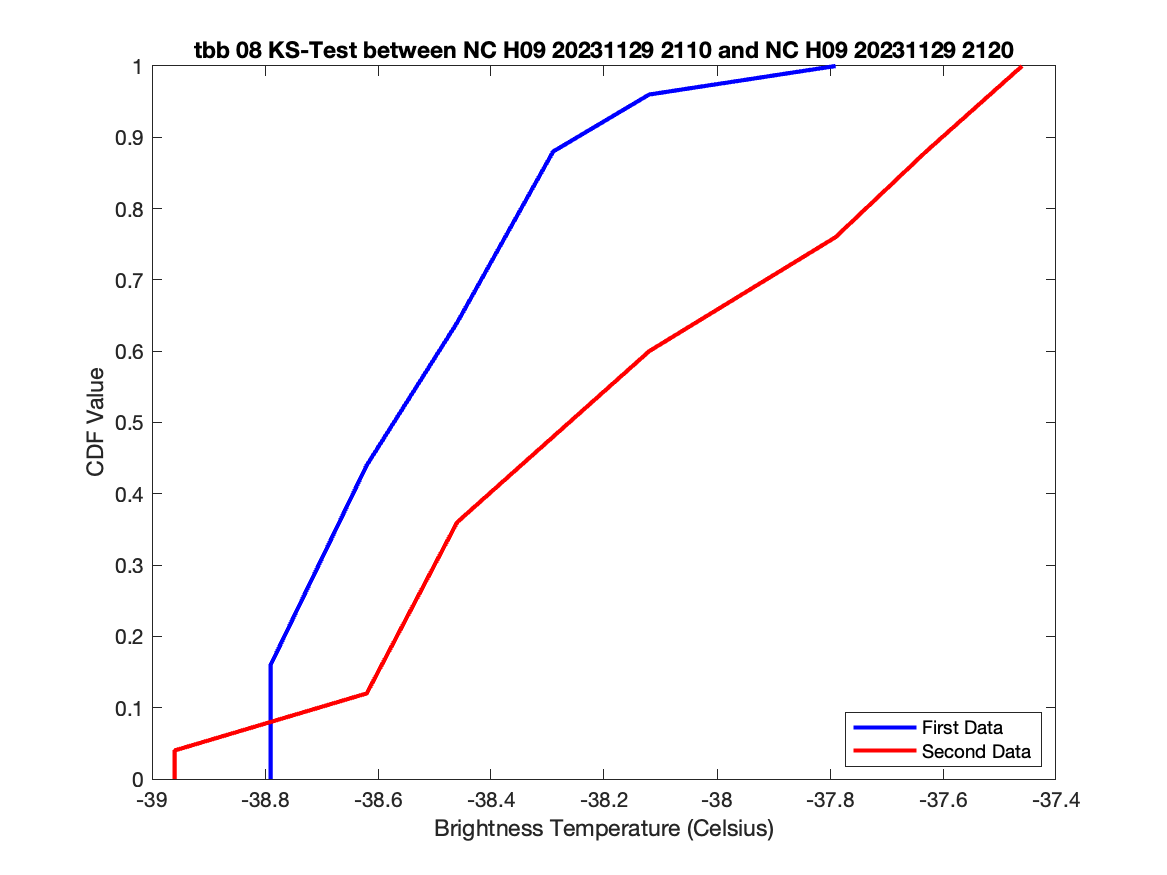 tbb 08 KS-Test between NC H09 20231129 2110 and NC H09 20231129 2120
1
0.9
0.8
0.7
0.6
0.5
0.4
0.3
0.2
0.1
0
CDF Value
First Data
Second Data
-39 -38.8 -38.6 -38.4 -38.2 -38 -37.8 -37.6 -37.4
Brightness Temperature (Celsius)